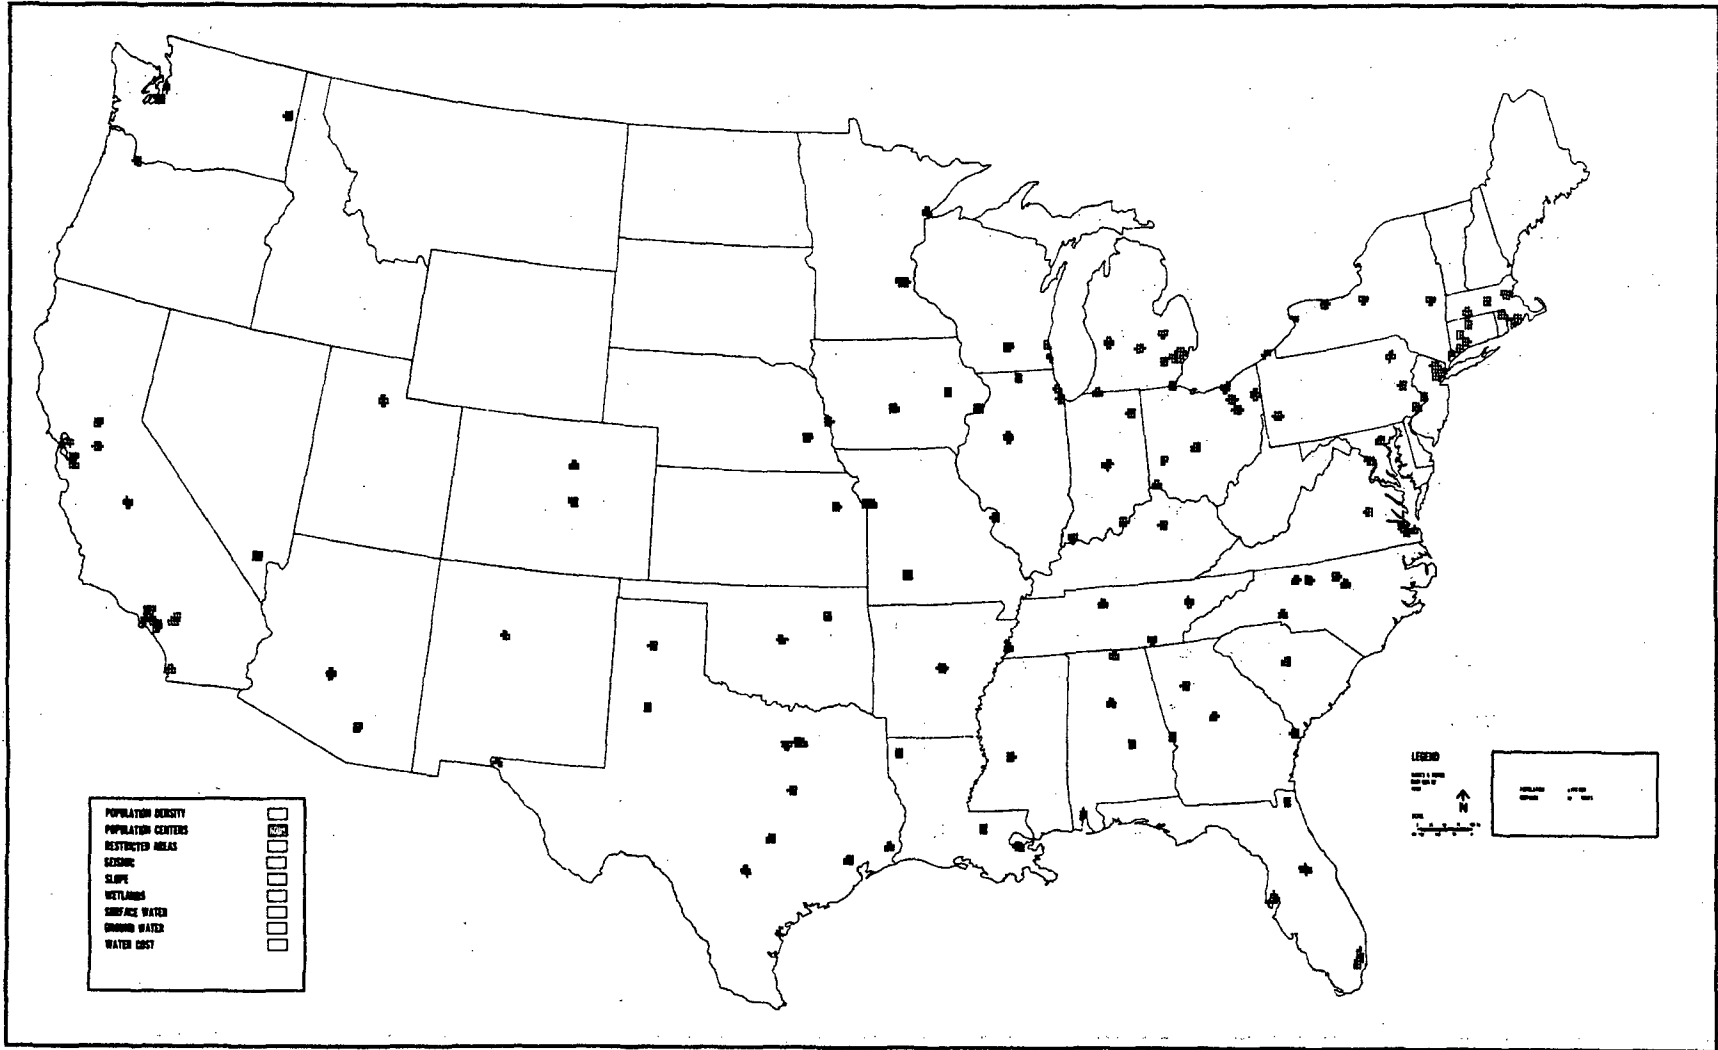 POPULATION DENSITY
POPULATION CENTERS
RESTRICTED AREAS
SEISMIC
SLOPE
WETLANDS
SURFACE WATER
GROUND WATER
WATER COST
LEGEND
N